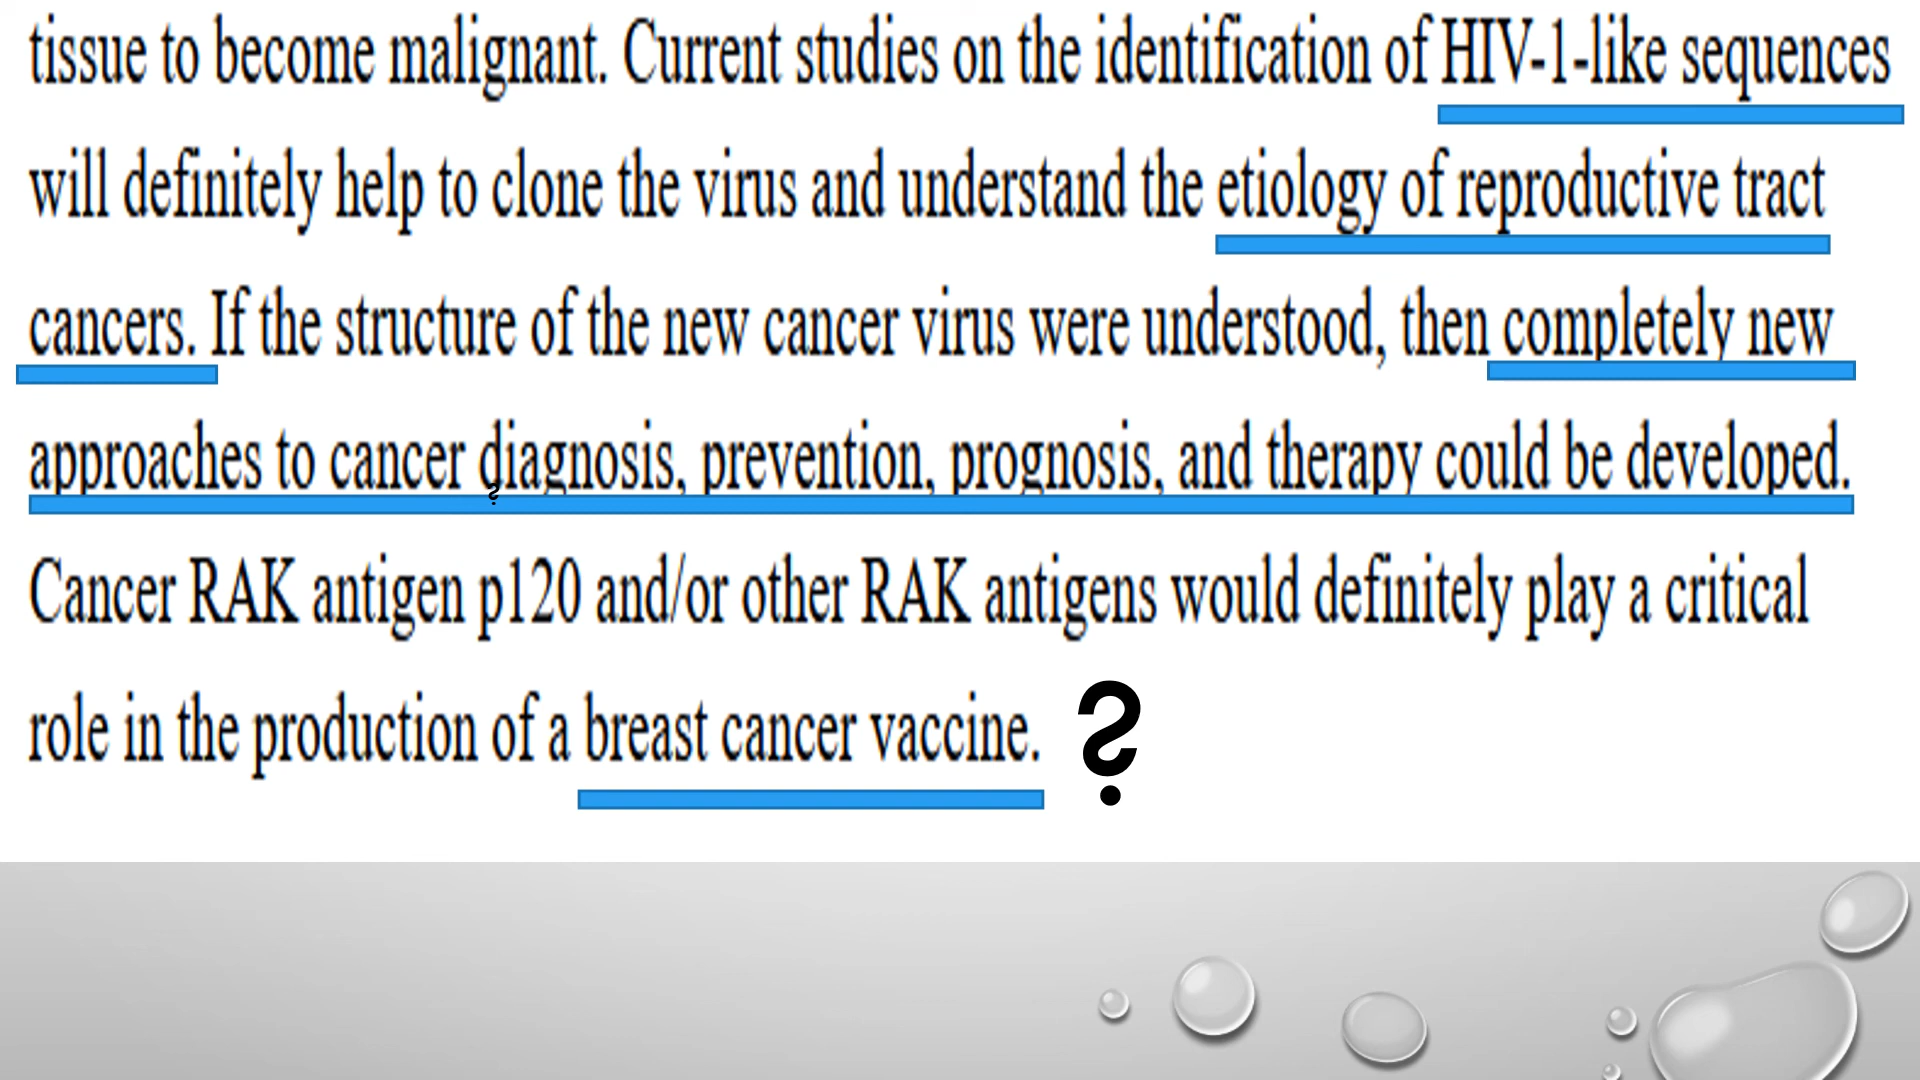 tissue to become malignant. Current studies on the identification of HIV-1-like sequences
will definitely help to clone the virus and understand the etiology of reproductive tract
cancers. If the structure of the new cancer virus were understood, then completely new
approaches to cancer diagnosis, prevention, prognosis, and therapy could be developed.
?
Cancer RAK antigen p120 and/or other RAK antigens would definitely play a critical
role in the production of a breast cancer vaccine. ?